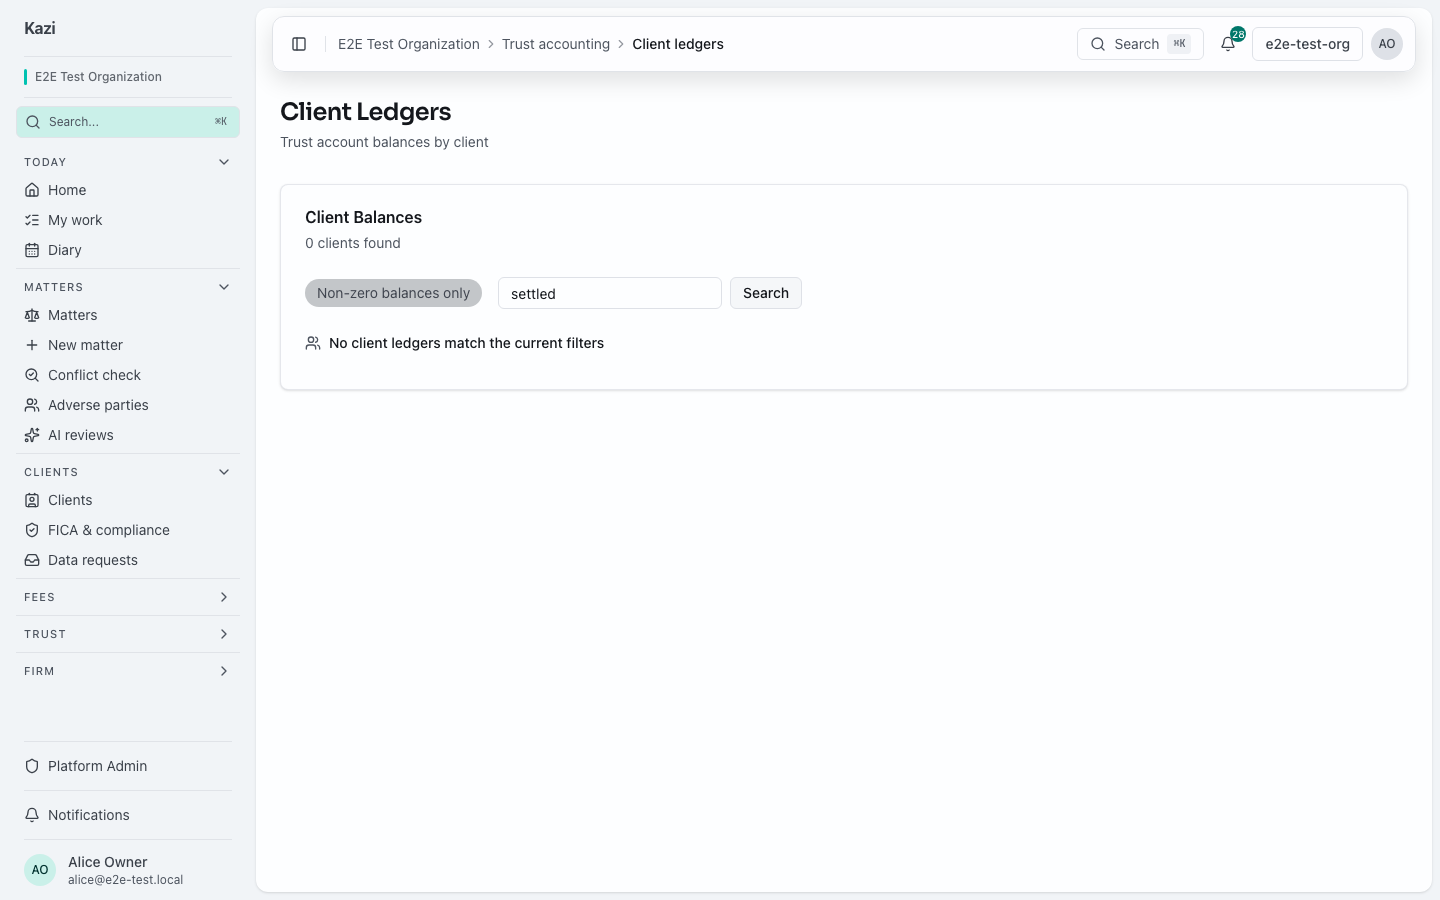 Kazi
E2E Test Organization
Search... ⌘K
TODAY
Home
My work
Diary
MATTERS
Matters
New matter
Conflict check
Adverse parties
AI reviews
CLIENTS
Clients
FICA & compliance
Data requests
FEES
TRUST
FIRM
Platform Admin
Notifications
AO
Alice Owner
alice@e2e-test.local
E2E Test Organization > Trust accounting > Client ledgers
Search ⌘K
28
e2e-test-org
AO
Client Ledgers
Trust account balances by client
Client Balances
0 clients found
Non-zero balances only
settled
Search
No client ledgers match the current filters